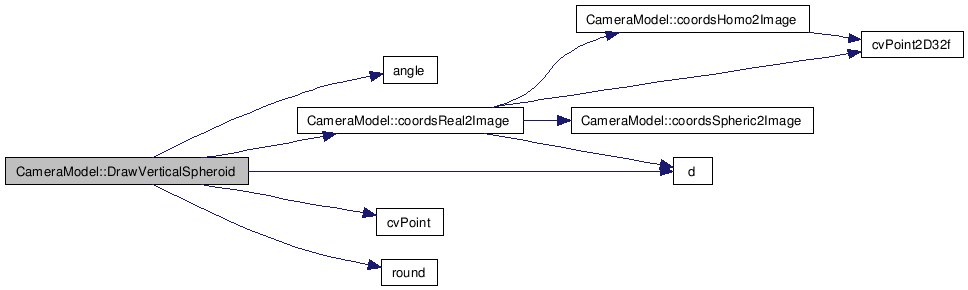 CameraModel::coordsHomo2Image
cvPoint2D32f
angle
CameraModel::coordsReal2Image
CameraModel::coordsSpheric2Image
CameraModel::DrawVerticalSpheroid
d
cvPoint
round